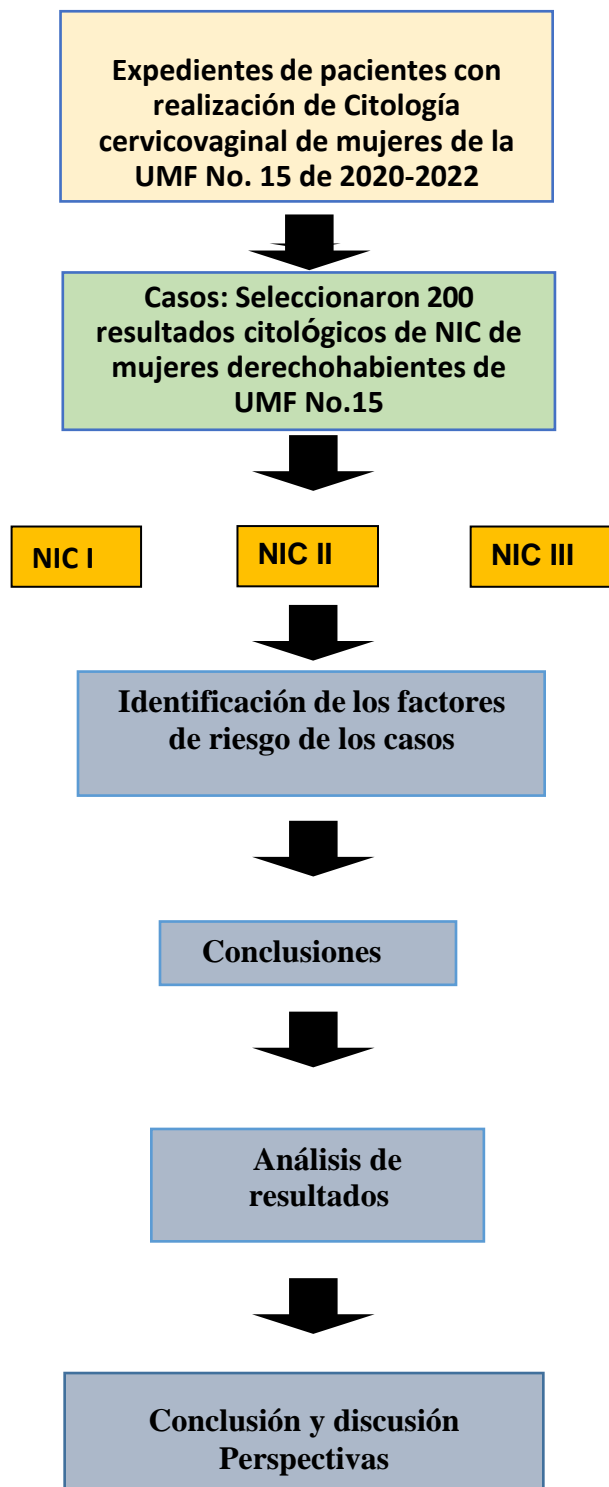 Expedientes de pacientes con
realización de Citología
cervicovaginal de mujeres de la
UMF No. 15 de 2020-2022
Casos: Seleccionaron 200
resultados citológicos de NIC de
mujeres derechohabientes de
UMF No.15
NIC I
NIC II
NIC III
Identificación de los factores
de riesgo de los casos
Conclusiones
Análisis de
resultados
Conclusión y discusión
Perspectivas